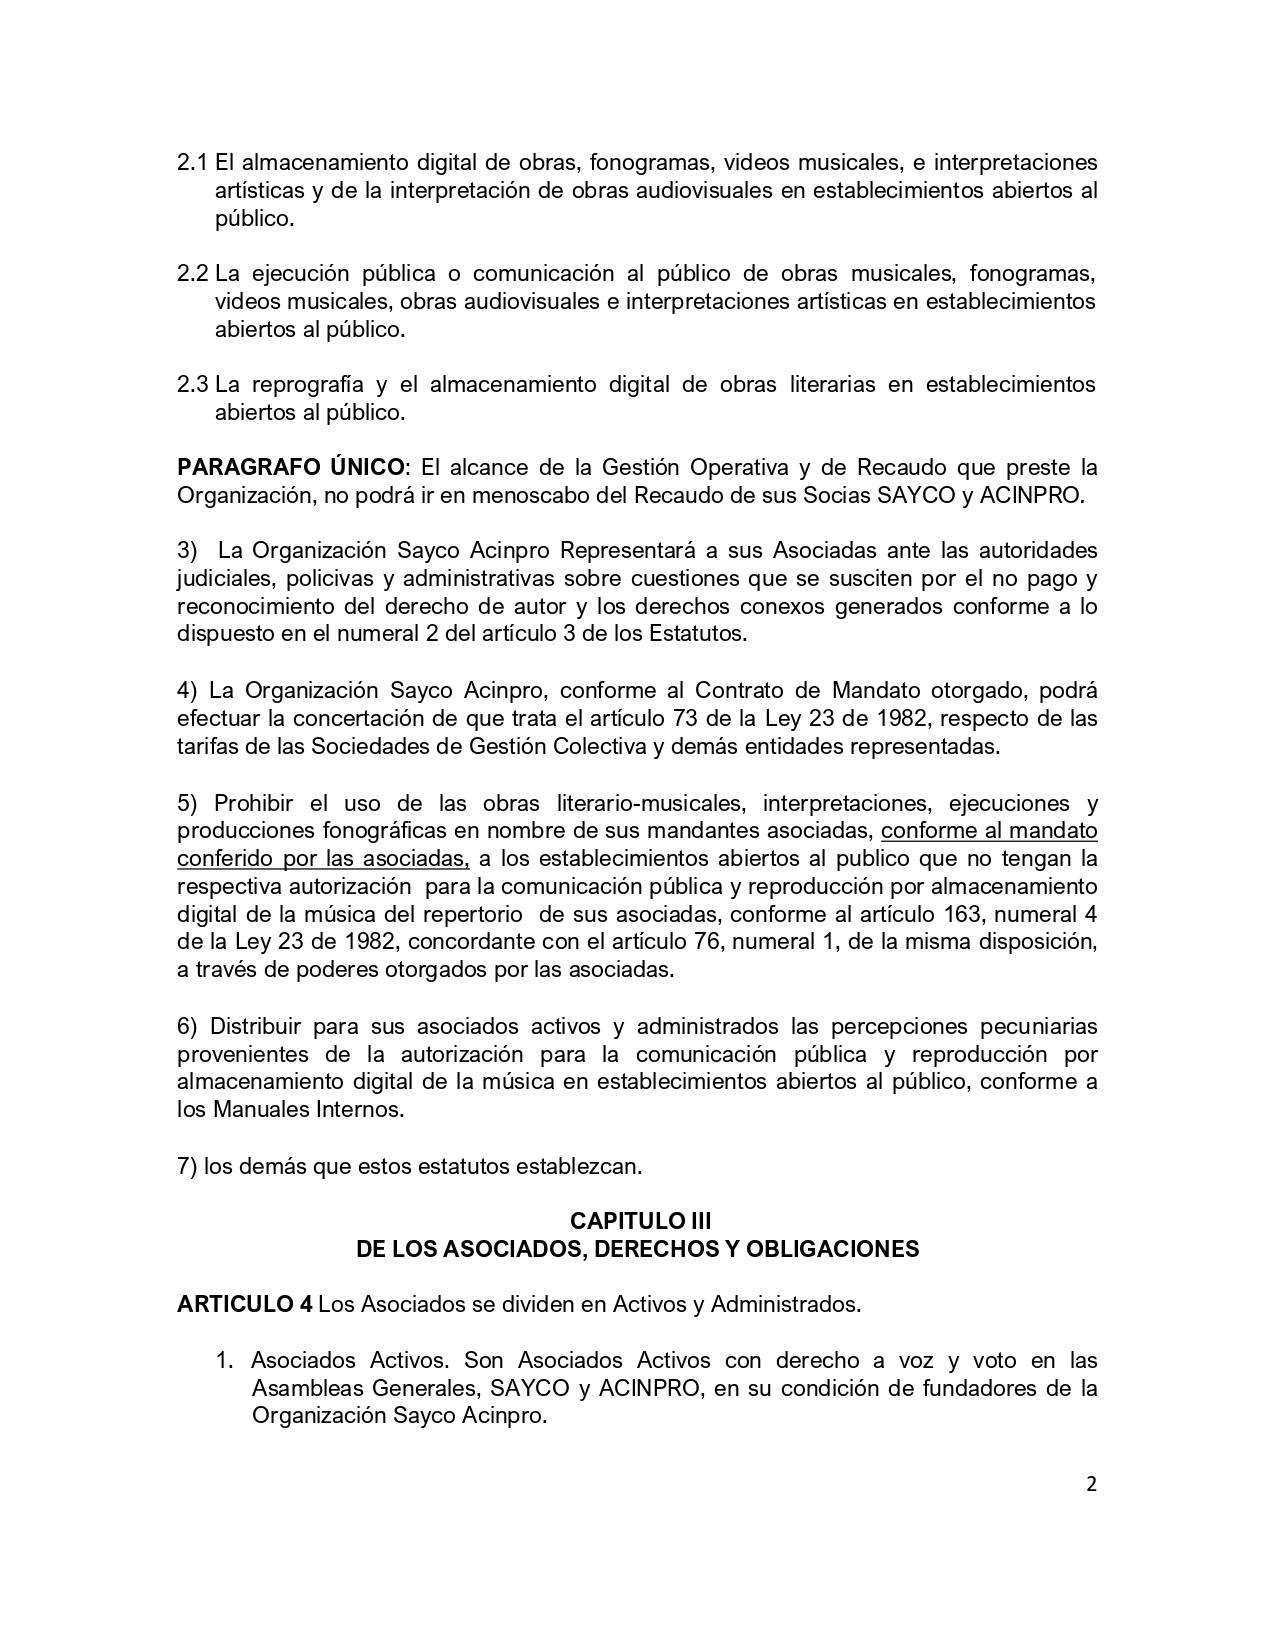 2.1 El almacenamiento digital de obras, fonogramas, videos musicales, e interpretaciones
artísticas y de la interpretación de obras audiovisuales en establecimientos abiertos al
público.
2.2 La ejecución pública o comunicación al público de obras musicales, fonogramas,
videos musicales, obras audiovisuales e interpretaciones artísticas en establecimientos
abiertos al público.
2.3 La reprografía y el almacenamiento digital de obras literarias en establecimientos
abiertos al público.
PARAGRAFO ÚNICO: El alcance de la Gestión Operativa y de Recaudo que preste la
Organización, no podrá ir en menoscabo del Recaudo de sus Socias SAYCO y ACINPRO.
3) La Organización Sayco Acinpro Representará a sus Asociadas ante las autoridades
judiciales, policivas y administrativas sobre cuestiones que se susciten por el no pago y
reconocimiento del derecho de autor y los derechos conexos generados conforme a lo
dispuesto en el numeral 2 del artículo 3 de los Estatutos.
4) La Organización Sayco Acinpro, conforme al Contrato de Mandato otorgado, podrá
efectuar la concertación de que trata el artículo 73 de la Ley 23 de 1982, respecto de las
tarifas de las Sociedades de Gestión Colectiva y demás entidades representadas.
5) Prohibir el uso de las obras literario-musicales, interpretaciones, ejecuciones y
producciones fonográficas en nombre de sus mandantes asociadas, conforme al mandato
conferido por las asociadas, a los establecimientos abiertos al publico que no tengan la
respectiva autorización para la comunicación pública y reproducción por almacenamiento
digital de la música del repertorio de sus asociadas, conforme al artículo 163, numeral 4
de la Ley 23 de 1982, concordante con el artículo 76, numeral 1, de la misma disposición,
a través de poderes otorgados por las asociadas.
6) Distribuir para sus asociados activos y administrados las percepciones pecuniarias
provenientes de la autorización para la comunicación pública y reproducción por
almacenamiento digital de la música en establecimientos abiertos al público, conforme a
los Manuales Internos.
7) los demás que estos estatutos establezcan.
CAPITULO III
DE LOS ASOCIADOS, DERECHOS Y OBLIGACIONES
ARTICULO 4 Los Asociados se dividen en Activos y Administrados.
1. Asociados Activos. Son Asociados Activos con derecho a voz y voto en las
Asambleas Generales, SAYCO y ACINPRO, en su condición de fundadores de la
Organización Sayco Acinpro.
2